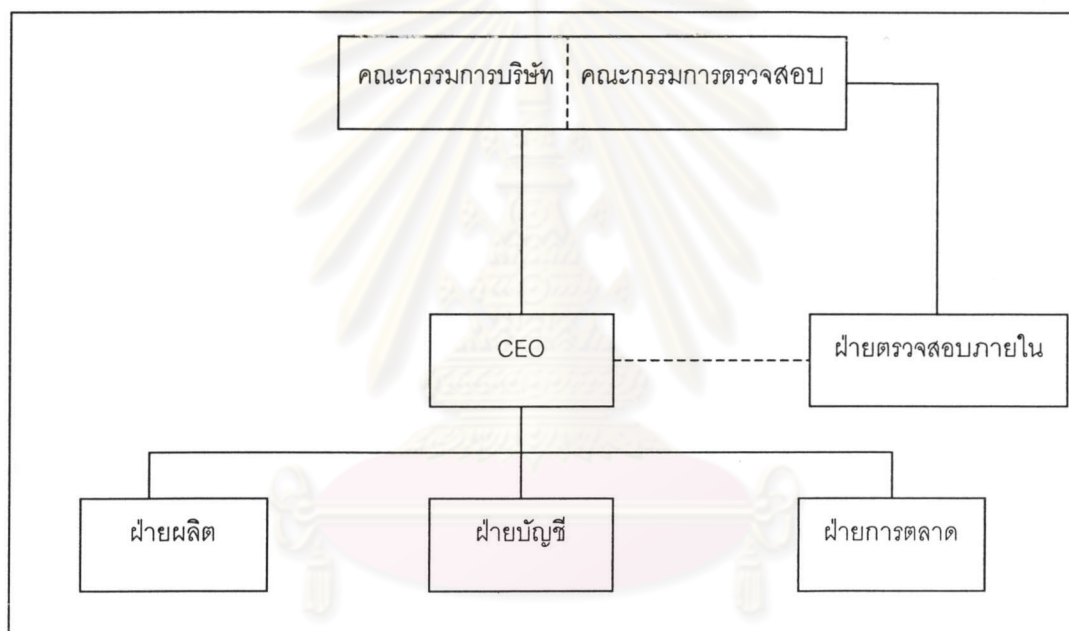 คณะกรรมการบริษัท
คณะกรรมการตรวจสอบ
CEO
ฝ่ายตรวจสอบภายใน
ฝ่ายผลิต
ฝ่ายบัญชี
ฝ่ายการตลาด